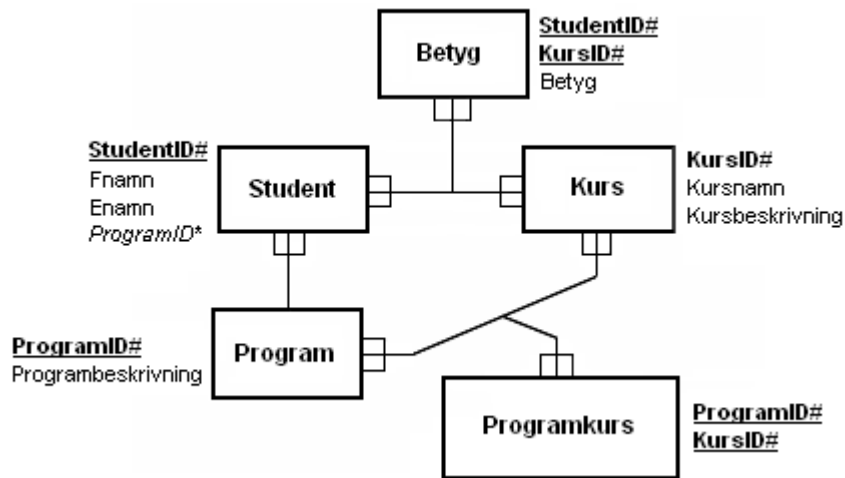 Betyg
StudentID#
KursID#
Betyg
StudentID#
Fnamn
Enamn
ProgramID*
Student
Kurs
KursID#
Kursnamn
Kursbeskrivning
ProgramID#
Programbeskrivning
Program
Programkurs
ProgramID#
KursID#